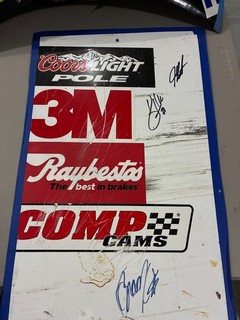 Coors LIGHT
POLE
3M
Raybestos
The best in brakes
COMP
CAMS